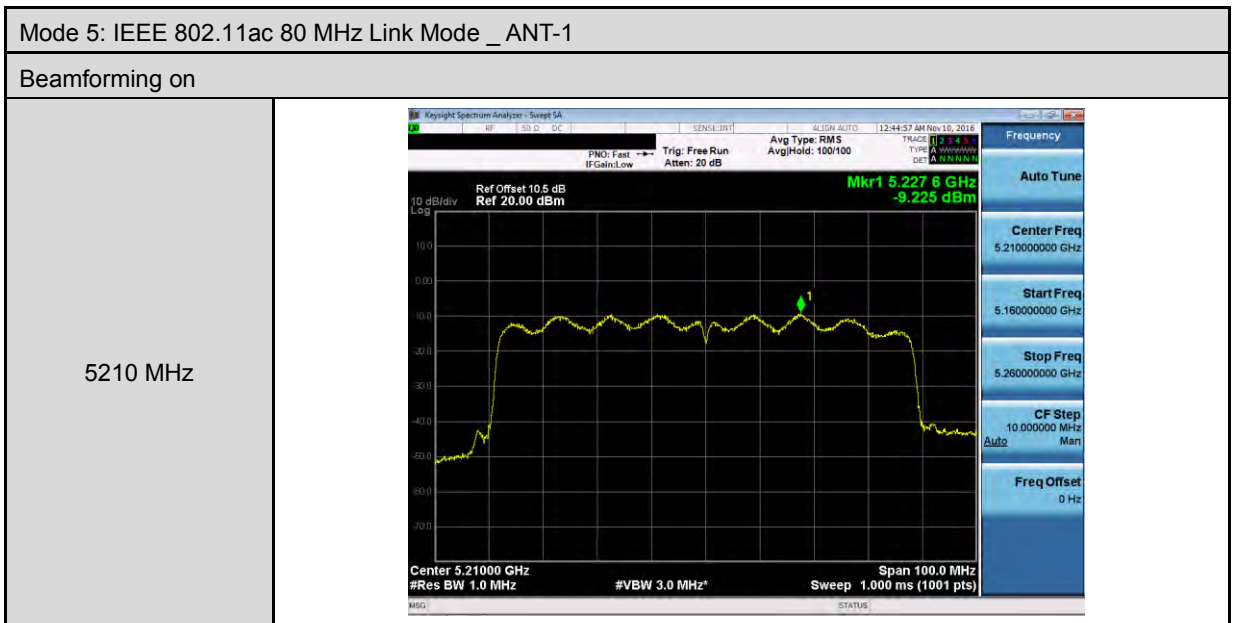 Mode 5: IEEE 802.11ac 80 MHz Link Mode _ ANT-1
Beamforming on
5210 MHz
Keysight Spectrum Analyzer - Swept SA
RF 50 Ω DC SENSE:INT ALIGN AUTO 12:44:57 AM Nov 10, 2016
PNO: Fast Trig: Free Run Avg Type: RMS TRACE 1 2 3 4 5 6
IFGain:Low Atten: 20 dB Avg|Hold: 100/100 TYPE A
DET A N N N N N
Mkr1 5.227 6 GHz
-9.225 dBm
Ref Offset 10.5 dB
10 dB/div Ref 20.00 dBm
Log
10.0
0.00
-10.0
-20.0
-30.0
-40.0
-50.0
-60.0
-70.0
1
Center 5.21000 GHz Span 100.0 MHz
#Res BW 1.0 MHz #VBW 3.0 MHz* Sweep 1.000 ms (1001 pts)
MSG STATUS
Frequency
Auto Tune
Center Freq
5.210000000 GHz
Start Freq
5.160000000 GHz
Stop Freq
5.260000000 GHz
CF Step
10.000000 MHz
Auto Man
Freq Offset
0 Hz